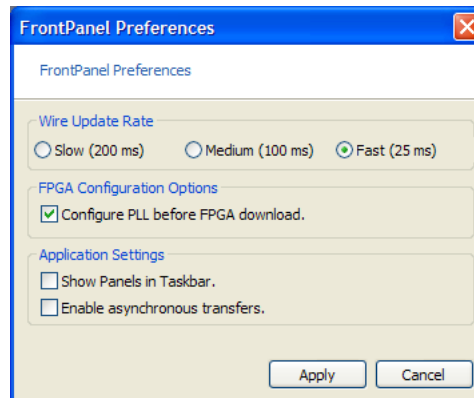 FrontPanel Preferences
FrontPanel Preferences
Wire Update Rate
Slow (200 ms) Medium (100 ms) Fast (25 ms)
FPGA Configuration Options
Configure PLL before FPGA download.
Application Settings
Show Panels in Taskbar.
Enable asynchronous transfers.
Apply Cancel